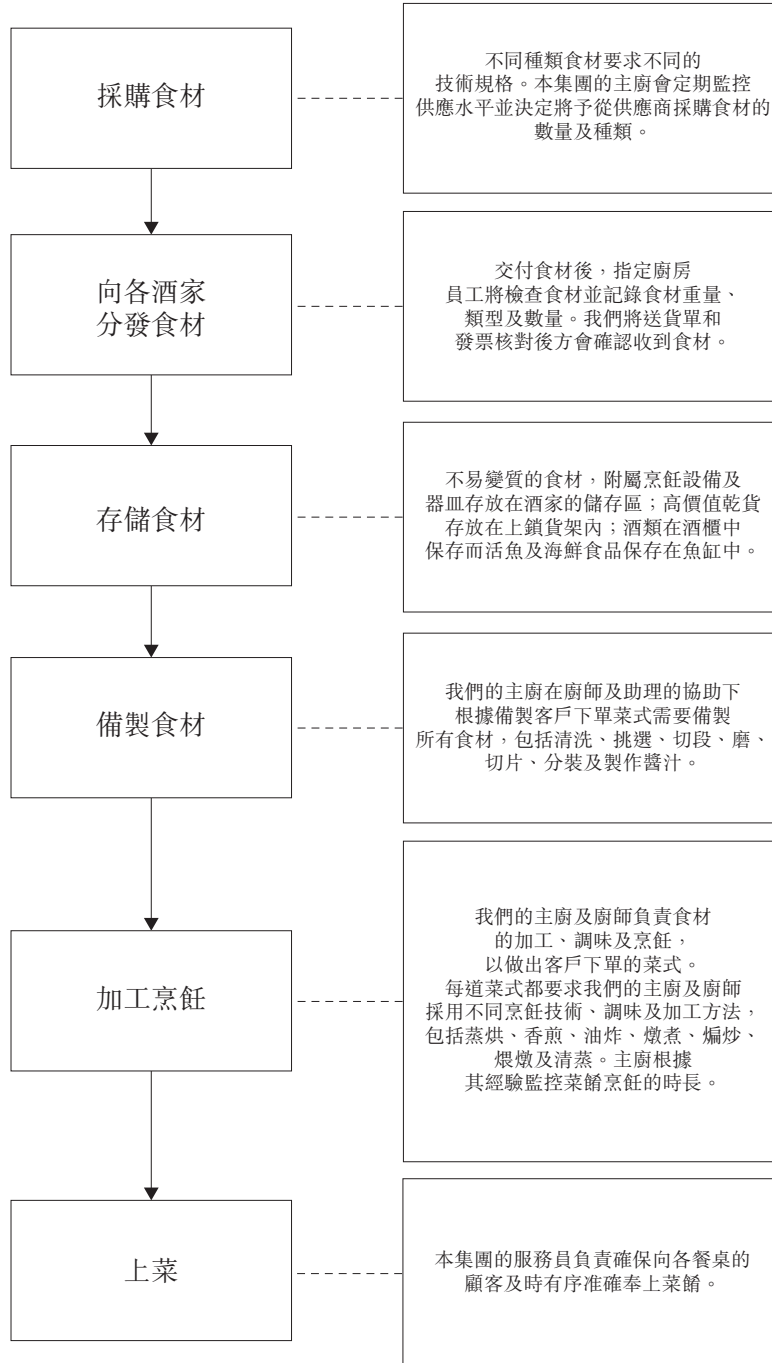 採購食材
不同種類食材要求不同的
技術規格。本集團的主廚會定期監控
供應水平並決定將予從供應商採購食材的
數量及種類。
向各酒家
分發食材
交付食材後，指定廚房
員工將檢查食材並記錄食材重量、
類型及數量。我們將送貨單和
發票核對後方會確認收到食材。
存儲食材
不易變質的食材，附屬烹飪設備及
器皿存放在酒家的儲存區；高價值乾貨
存放在上鎖貨架內；酒類在酒櫃中
保存而活魚及海鮮食品保存在魚缸中。
備製食材
我們的主廚在廚師及助理的協助下
根據備製客戶下單菜式需要備製
所有食材，包括清洗、挑選、切段、磨、
切片、分裝及製作醬汁。
加工烹飪
我們的主廚及廚師負責食材
的加工、調味及烹飪，
以做出客戶下單的菜式。
每道菜式都要求我們的主廚及廚師
採用不同烹飪技術、調味及加工方法，
包括蒸烘、香煎、油炸、燉煮、煸炒、
煨燉及清蒸。主廚根據
其經驗監控菜餚烹飪的時長。
上菜
本集團的服務員負責確保向各餐桌的
顧客及時有序准確奉上菜餚。